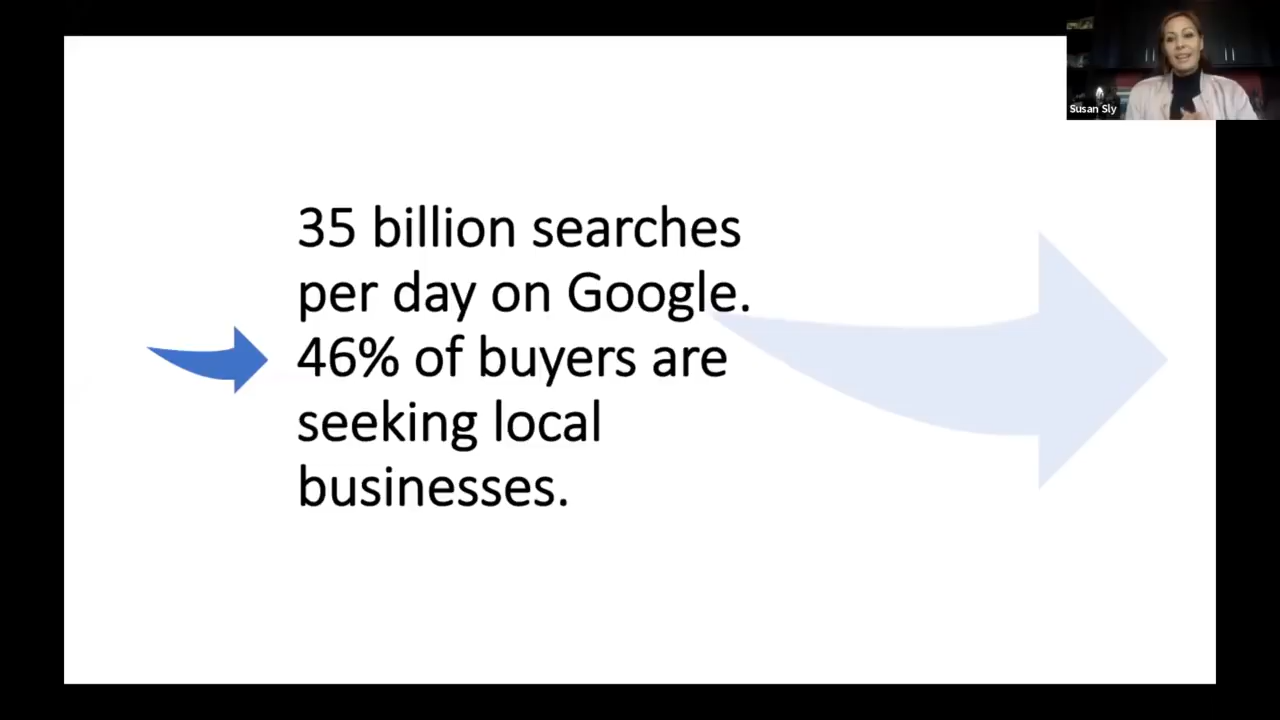 Susan Sly
35 billion searches
per day on Google.
46% of buyers are
seeking local
businesses.